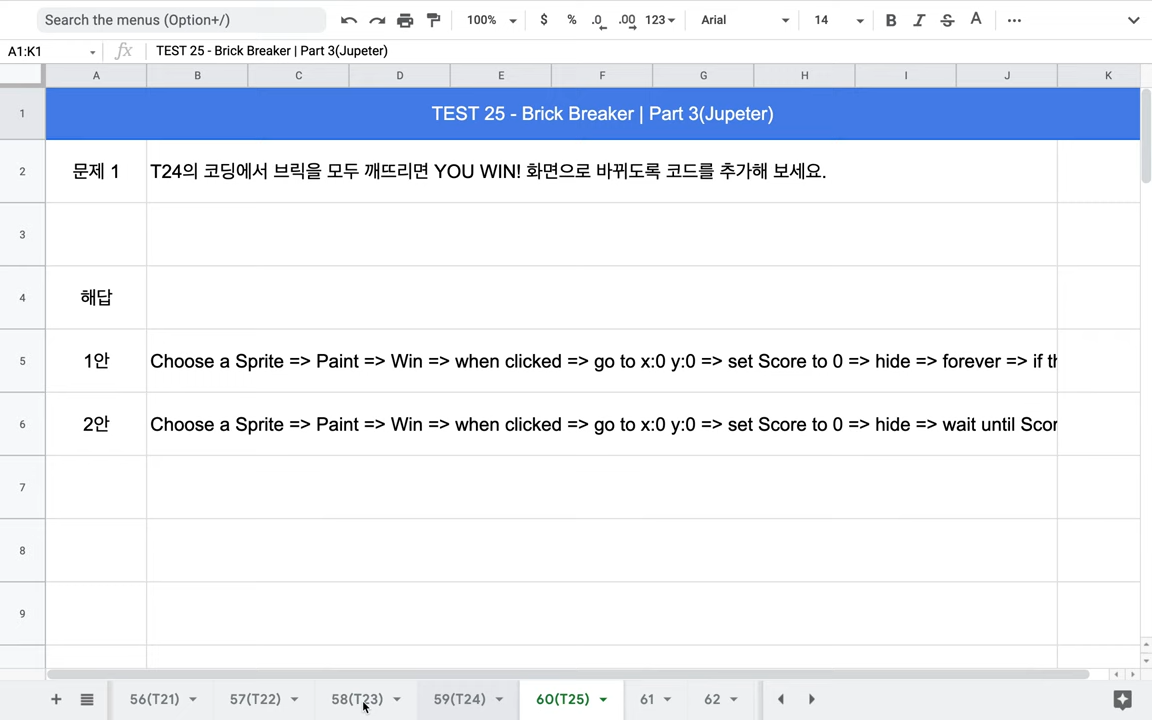 Search the menus (Option+/)
100%
$ % .0 .00 123
Arial
14
B I S A
A1:K1
fx
TEST 25 - Brick Breaker | Part 3(Jupeter)
A B C D E F G H I J K
1 TEST 25 - Brick Breaker | Part 3(Jupeter)
2 문제 1 T24의 코딩에서 브릭을 모두 깨뜨리면 YOU WIN! 화면으로 바뀌도록 코드를 추가해 보세요.
3
4 해답
5 1안 Choose a Sprite => Paint => Win => when clicked => go to x:0 y:0 => set Score to 0 => hide => forever => if
6 2안 Choose a Sprite => Paint => Win => when clicked => go to x:0 y:0 => set Score to 0 => hide => wait until
7
8
9
56(T21) 57(T22) 58(T23) 59(T24) 60(T25) 61 62